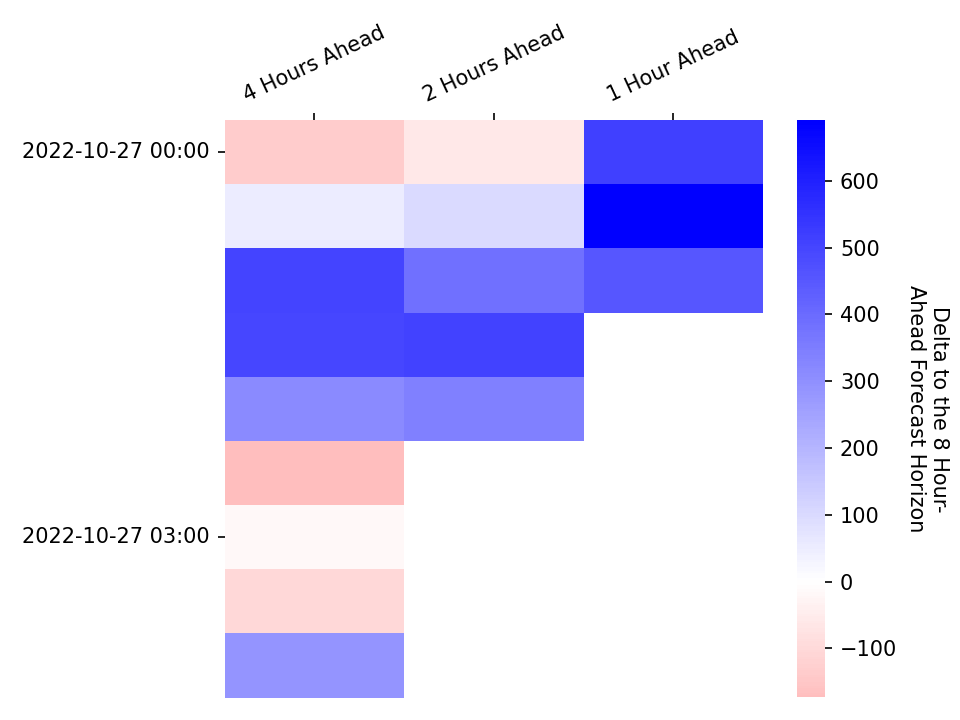 4 Hours Ahead
2 Hours Ahead
1 Hour Ahead
2022-10-27 00:00
2022-10-27 03:00
600
500
400
300
200
100
0
−100
Delta to the 8 Hour-
Ahead Forecast Horizon